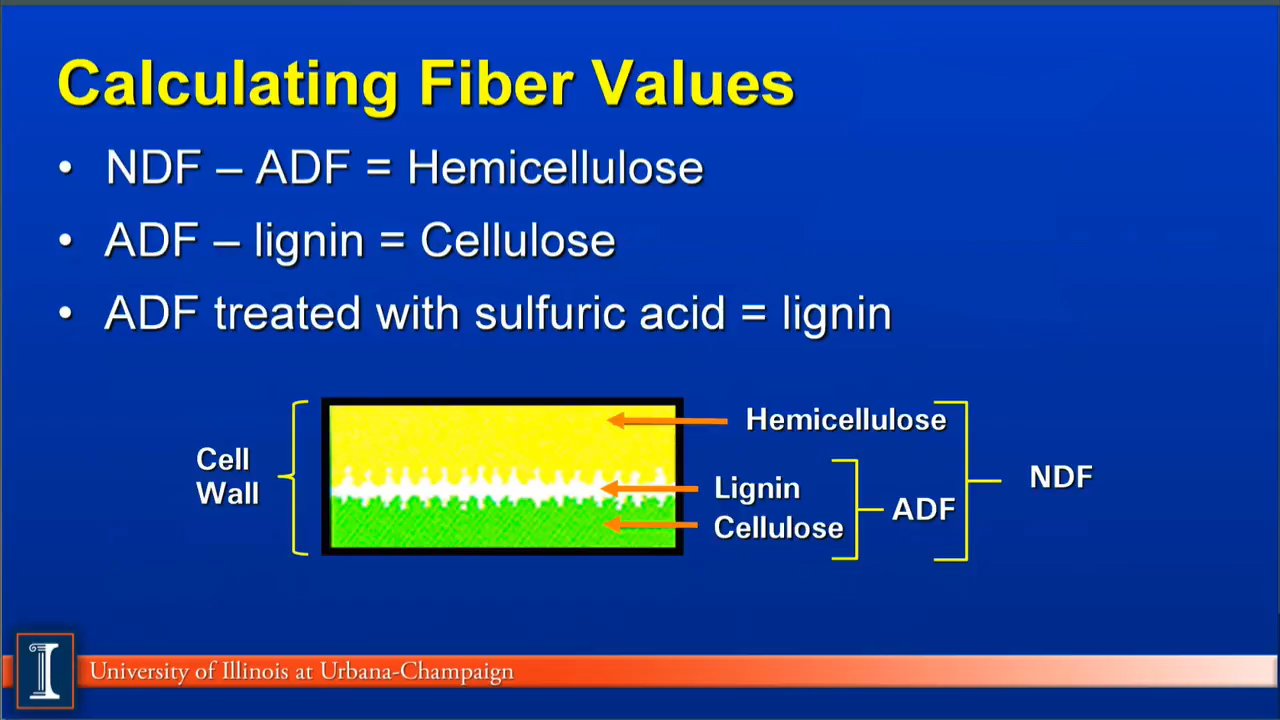 Calculating Fiber Values
• NDF – ADF = Hemicellulose
• ADF – lignin = Cellulose
• ADF treated with sulfuric acid = lignin
Cell
Wall
Hemicellulose
Lignin
Cellulose
ADF
NDF
University of Illinois at Urbana-Champaign